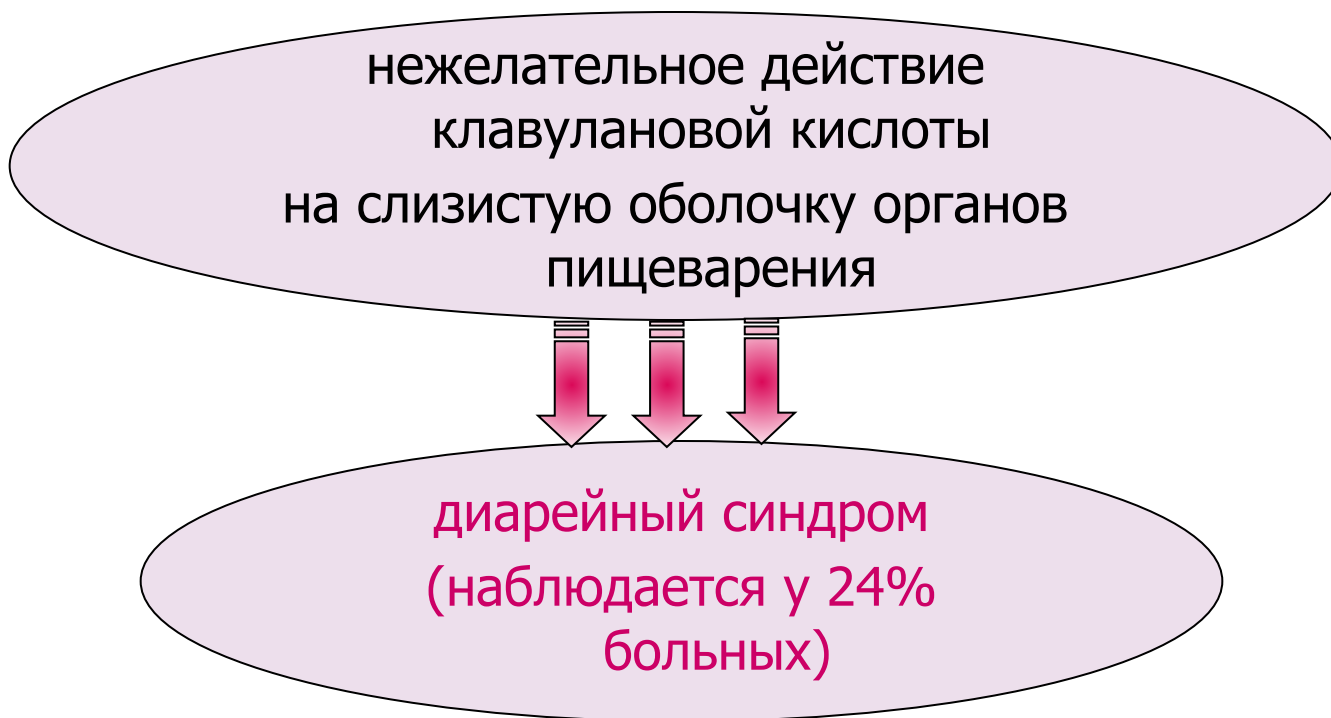 нежелательное действие
клавулановой кислоты
на слизистую оболочку органов
пищеварения
диарейный синдром
(наблюдается у 24%
больных)